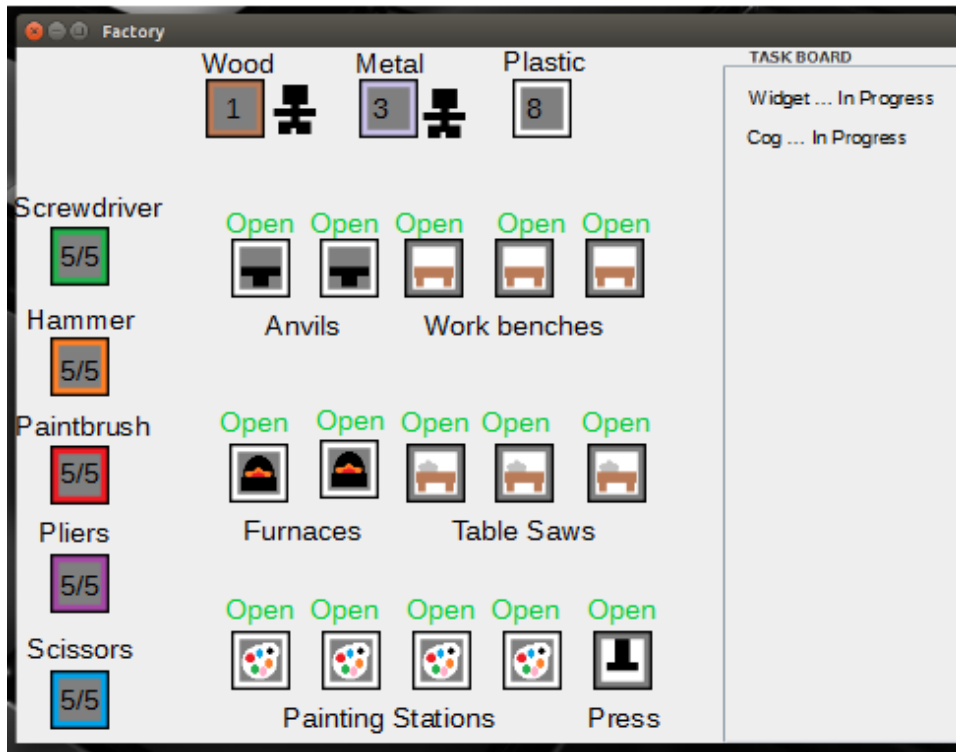 Factory
TASK BOARD
Wood Metal Plastic
1 3 8
Widget ... In Progress
Cog ... In Progress
Screwdriver
5/5
Open Open Open Open Open
Anvils Work benches
Hammer
5/5
Paintbrush
5/5
Open Open Open Open Open
Furnaces Table Saws
Pliers
5/5
Open Open Open Open Open
Scissors
5/5
Painting Stations Press